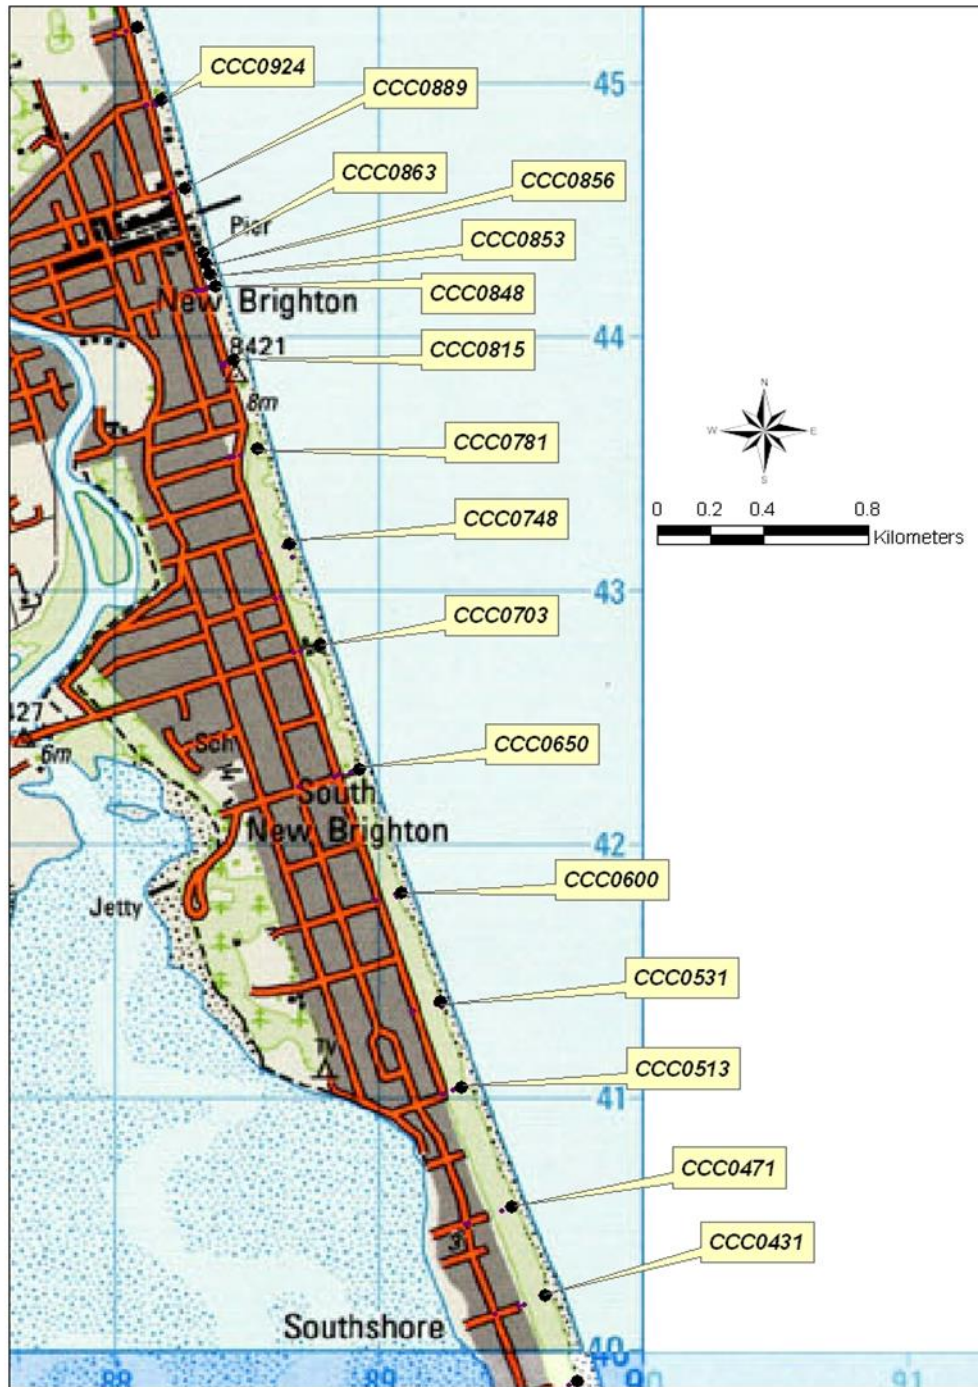 CCC0924
45
CCC0889
CCC0863
CCC0856
Pier
CCC0853
CCC0848
New Brighton
44
8421
CCC0815
8m
N
W E
S
CCC0781
0 0.2 0.4 0.8
Kilometers
CCC0748
43
CCC0703
427
6m
Sch
CCC0650
South
New Brighton
42
CCC0600
Jetty
CCC0531
TV
CCC0513
41
CCC0471
3
CCC0431
Southshore
40
88 89 90 91